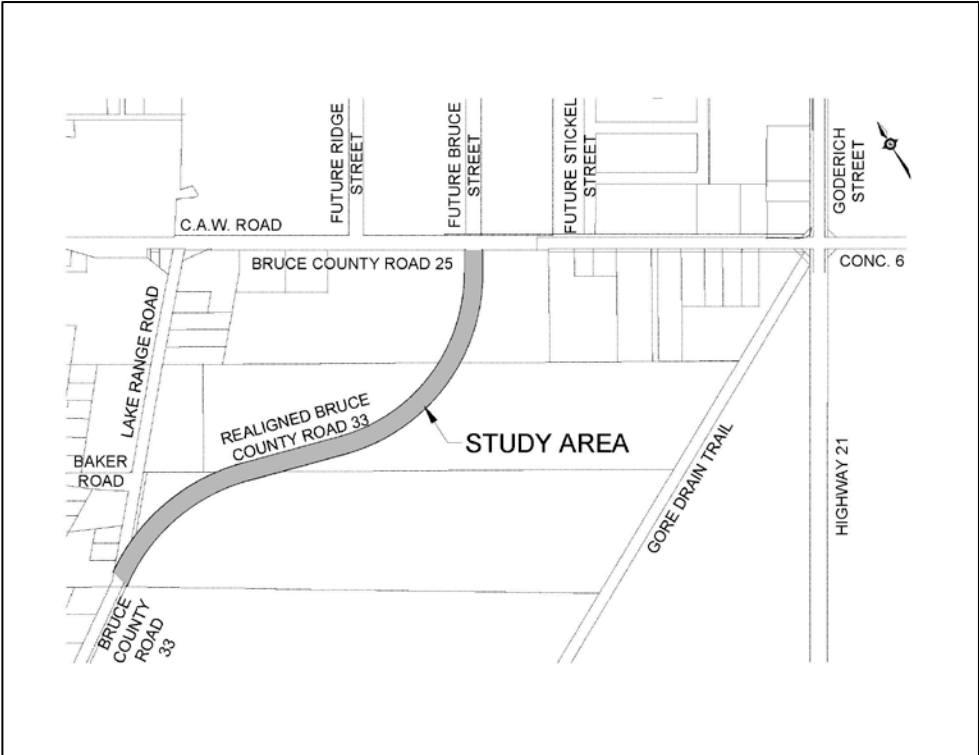 FUTURE RIDGE
STREET
FUTURE BRUCE
STREET
FUTURE STICKEL
STREET
GODERICH
STREET
C.A.W. ROAD
BRUCE COUNTY ROAD 25
CONC. 6
LAKE RANGE ROAD
REALIGNED BRUCE
COUNTY ROAD 33
STUDY AREA
BAKER
ROAD
GORE DRAIN TRAIL
HIGHWAY 21
BRUCE
COUNTY
ROAD
33